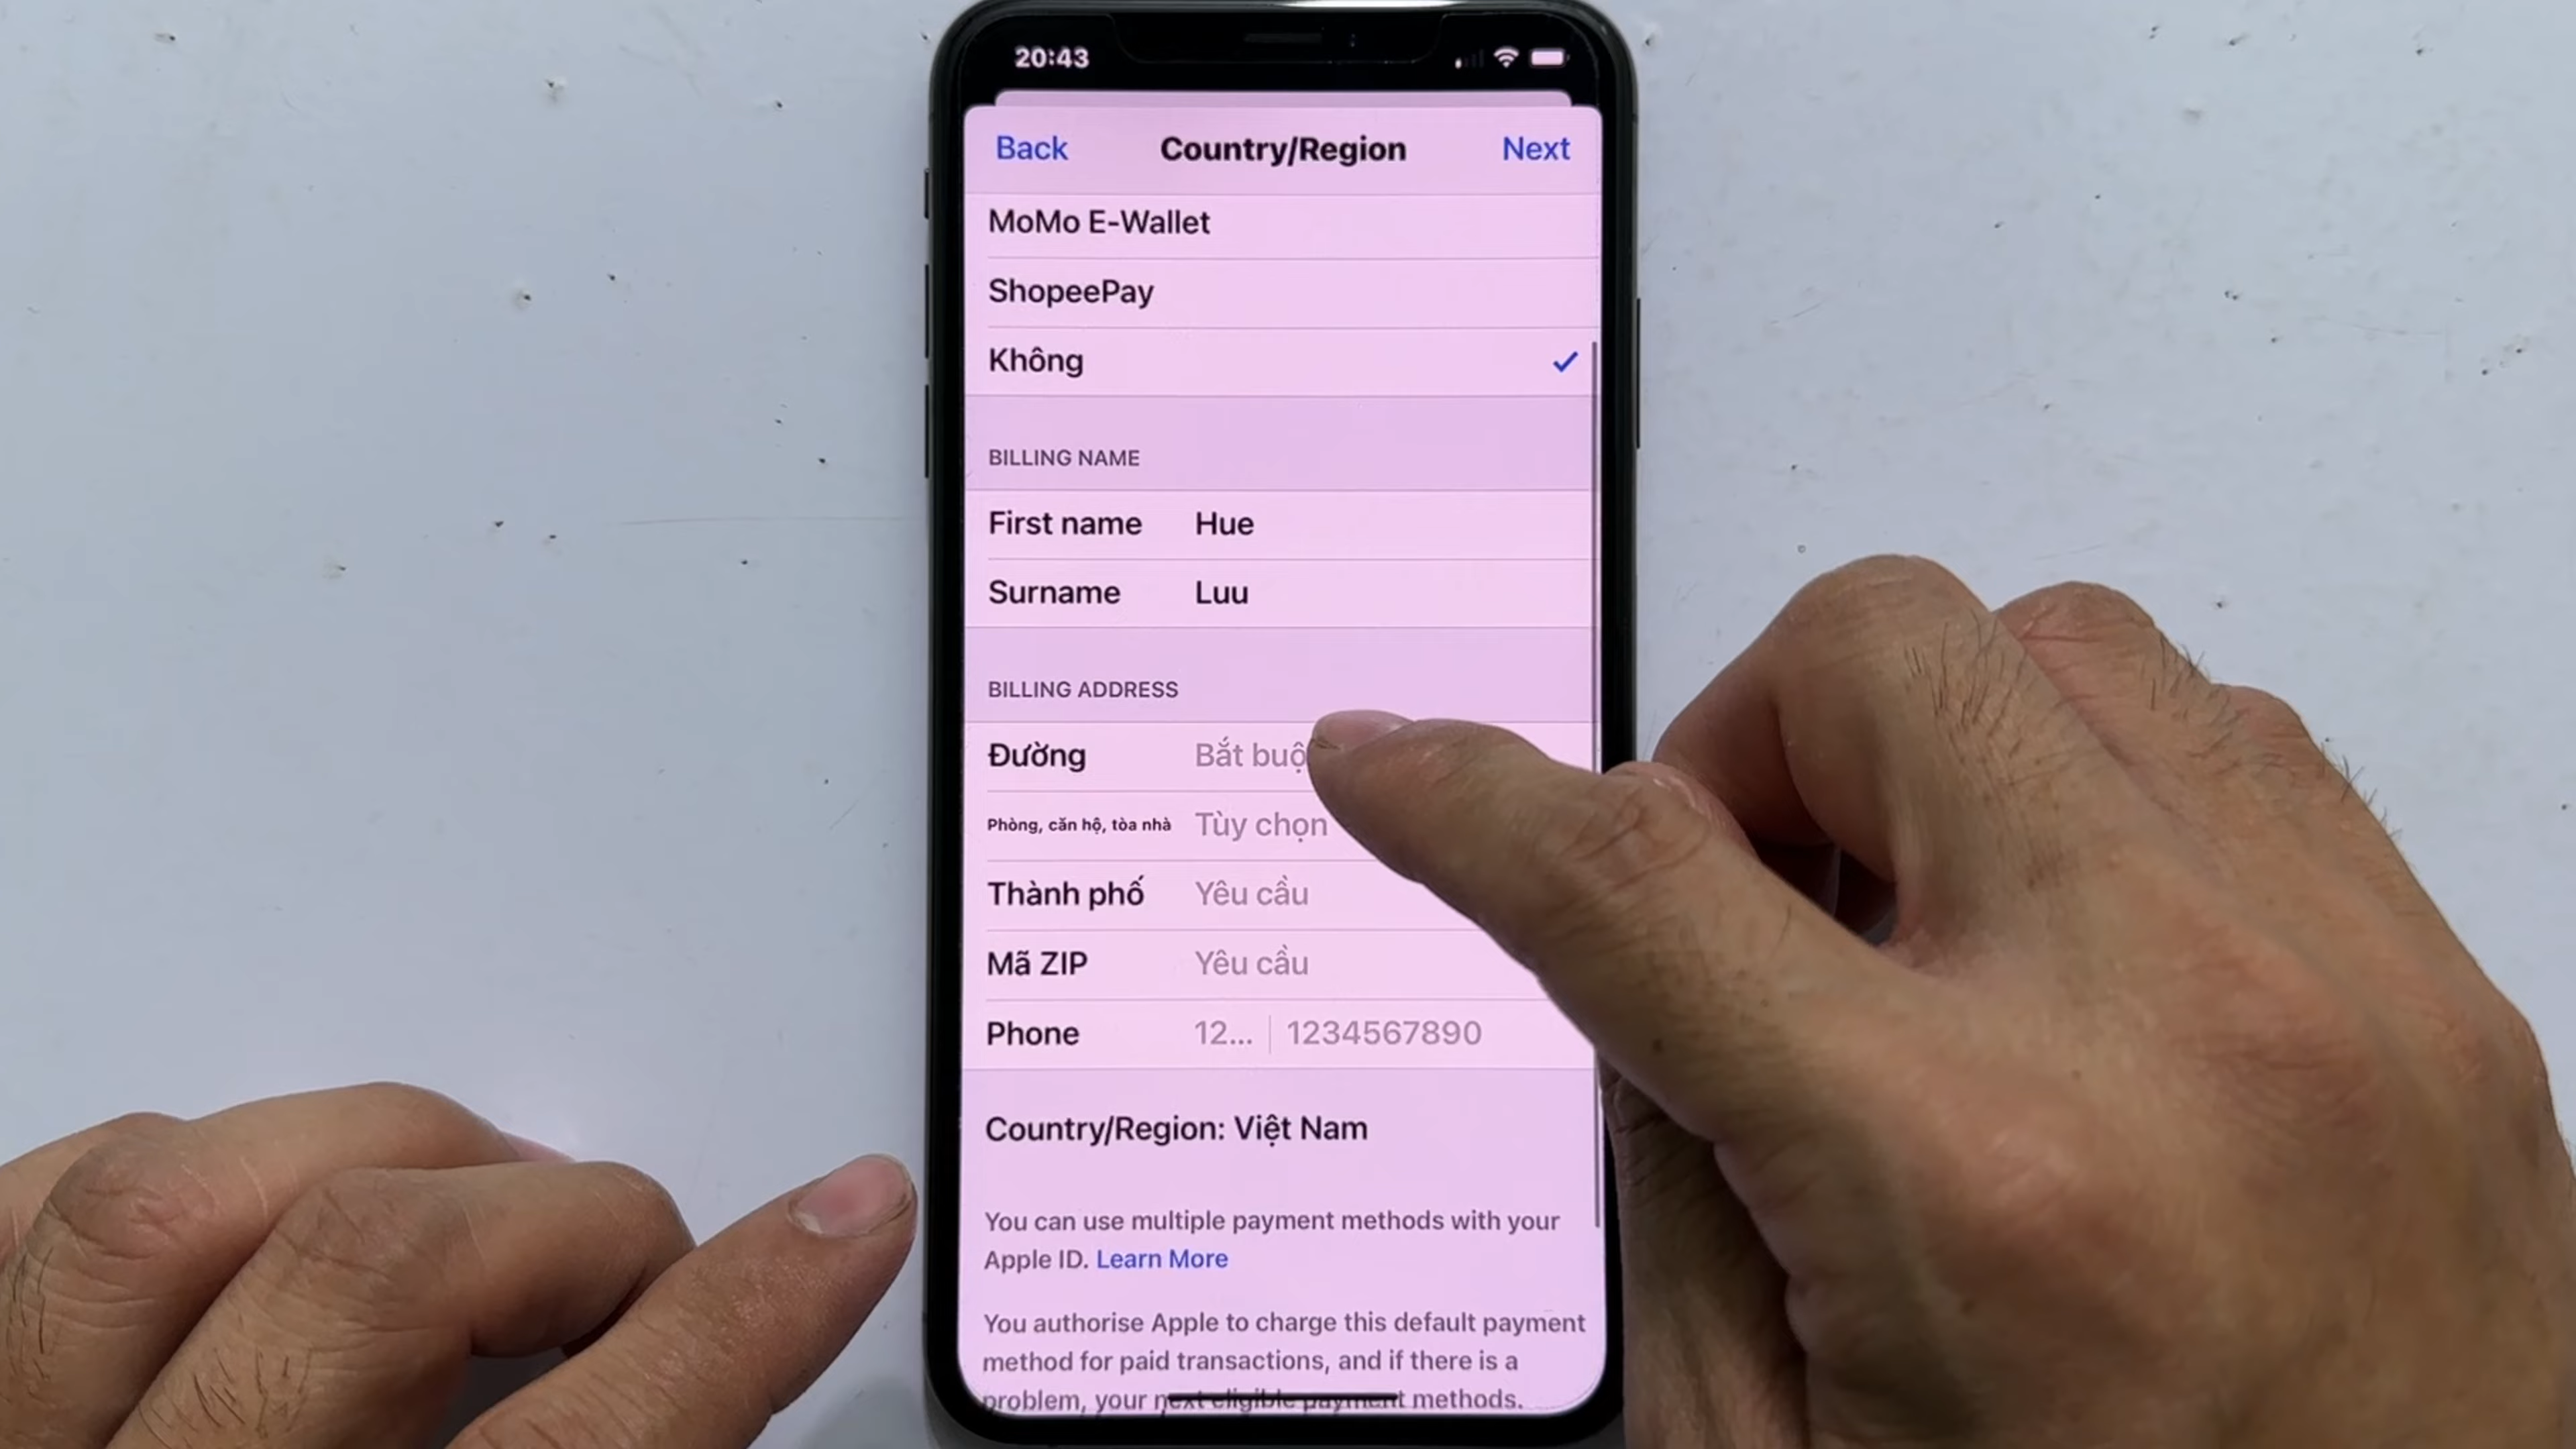 20:43
Back Country/Region Next
MoMo E-Wallet
ShopeePay
Không
BILLING NAME
First name Hue
Surname Luu
BILLING ADDRESS
Đường Bắt buộ
Phòng, căn hộ, tòa nhà Tùy chọn
Thành phố Yêu cầu
Mã ZIP Yêu cầu
Phone 12... 1234567890
Country/Region: Việt Nam
You can use multiple payment methods with your
Apple ID. Learn More
You authorise Apple to charge this default payment
method for paid transactions, and if there is a
problem, your next eligible payment methods.